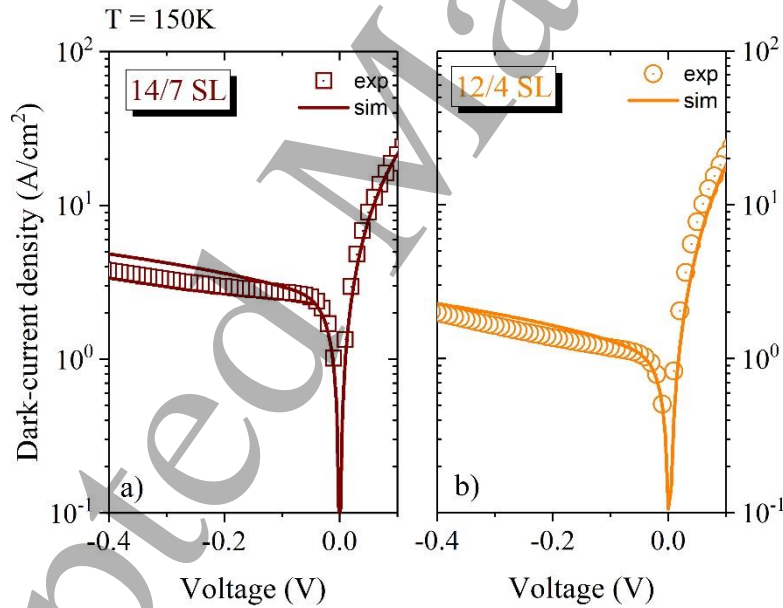 T = 150K
14/7 SL
exp
sim
12/4 SL
exp
sim
10²
10¹
10⁰
10⁻¹
10²
10¹
10⁰
10⁻¹
Dark-current density (A/cm²)
a)
b)
-0.4
-0.2
0.0
-0.4
-0.2
0.0
Voltage (V)
Voltage (V)